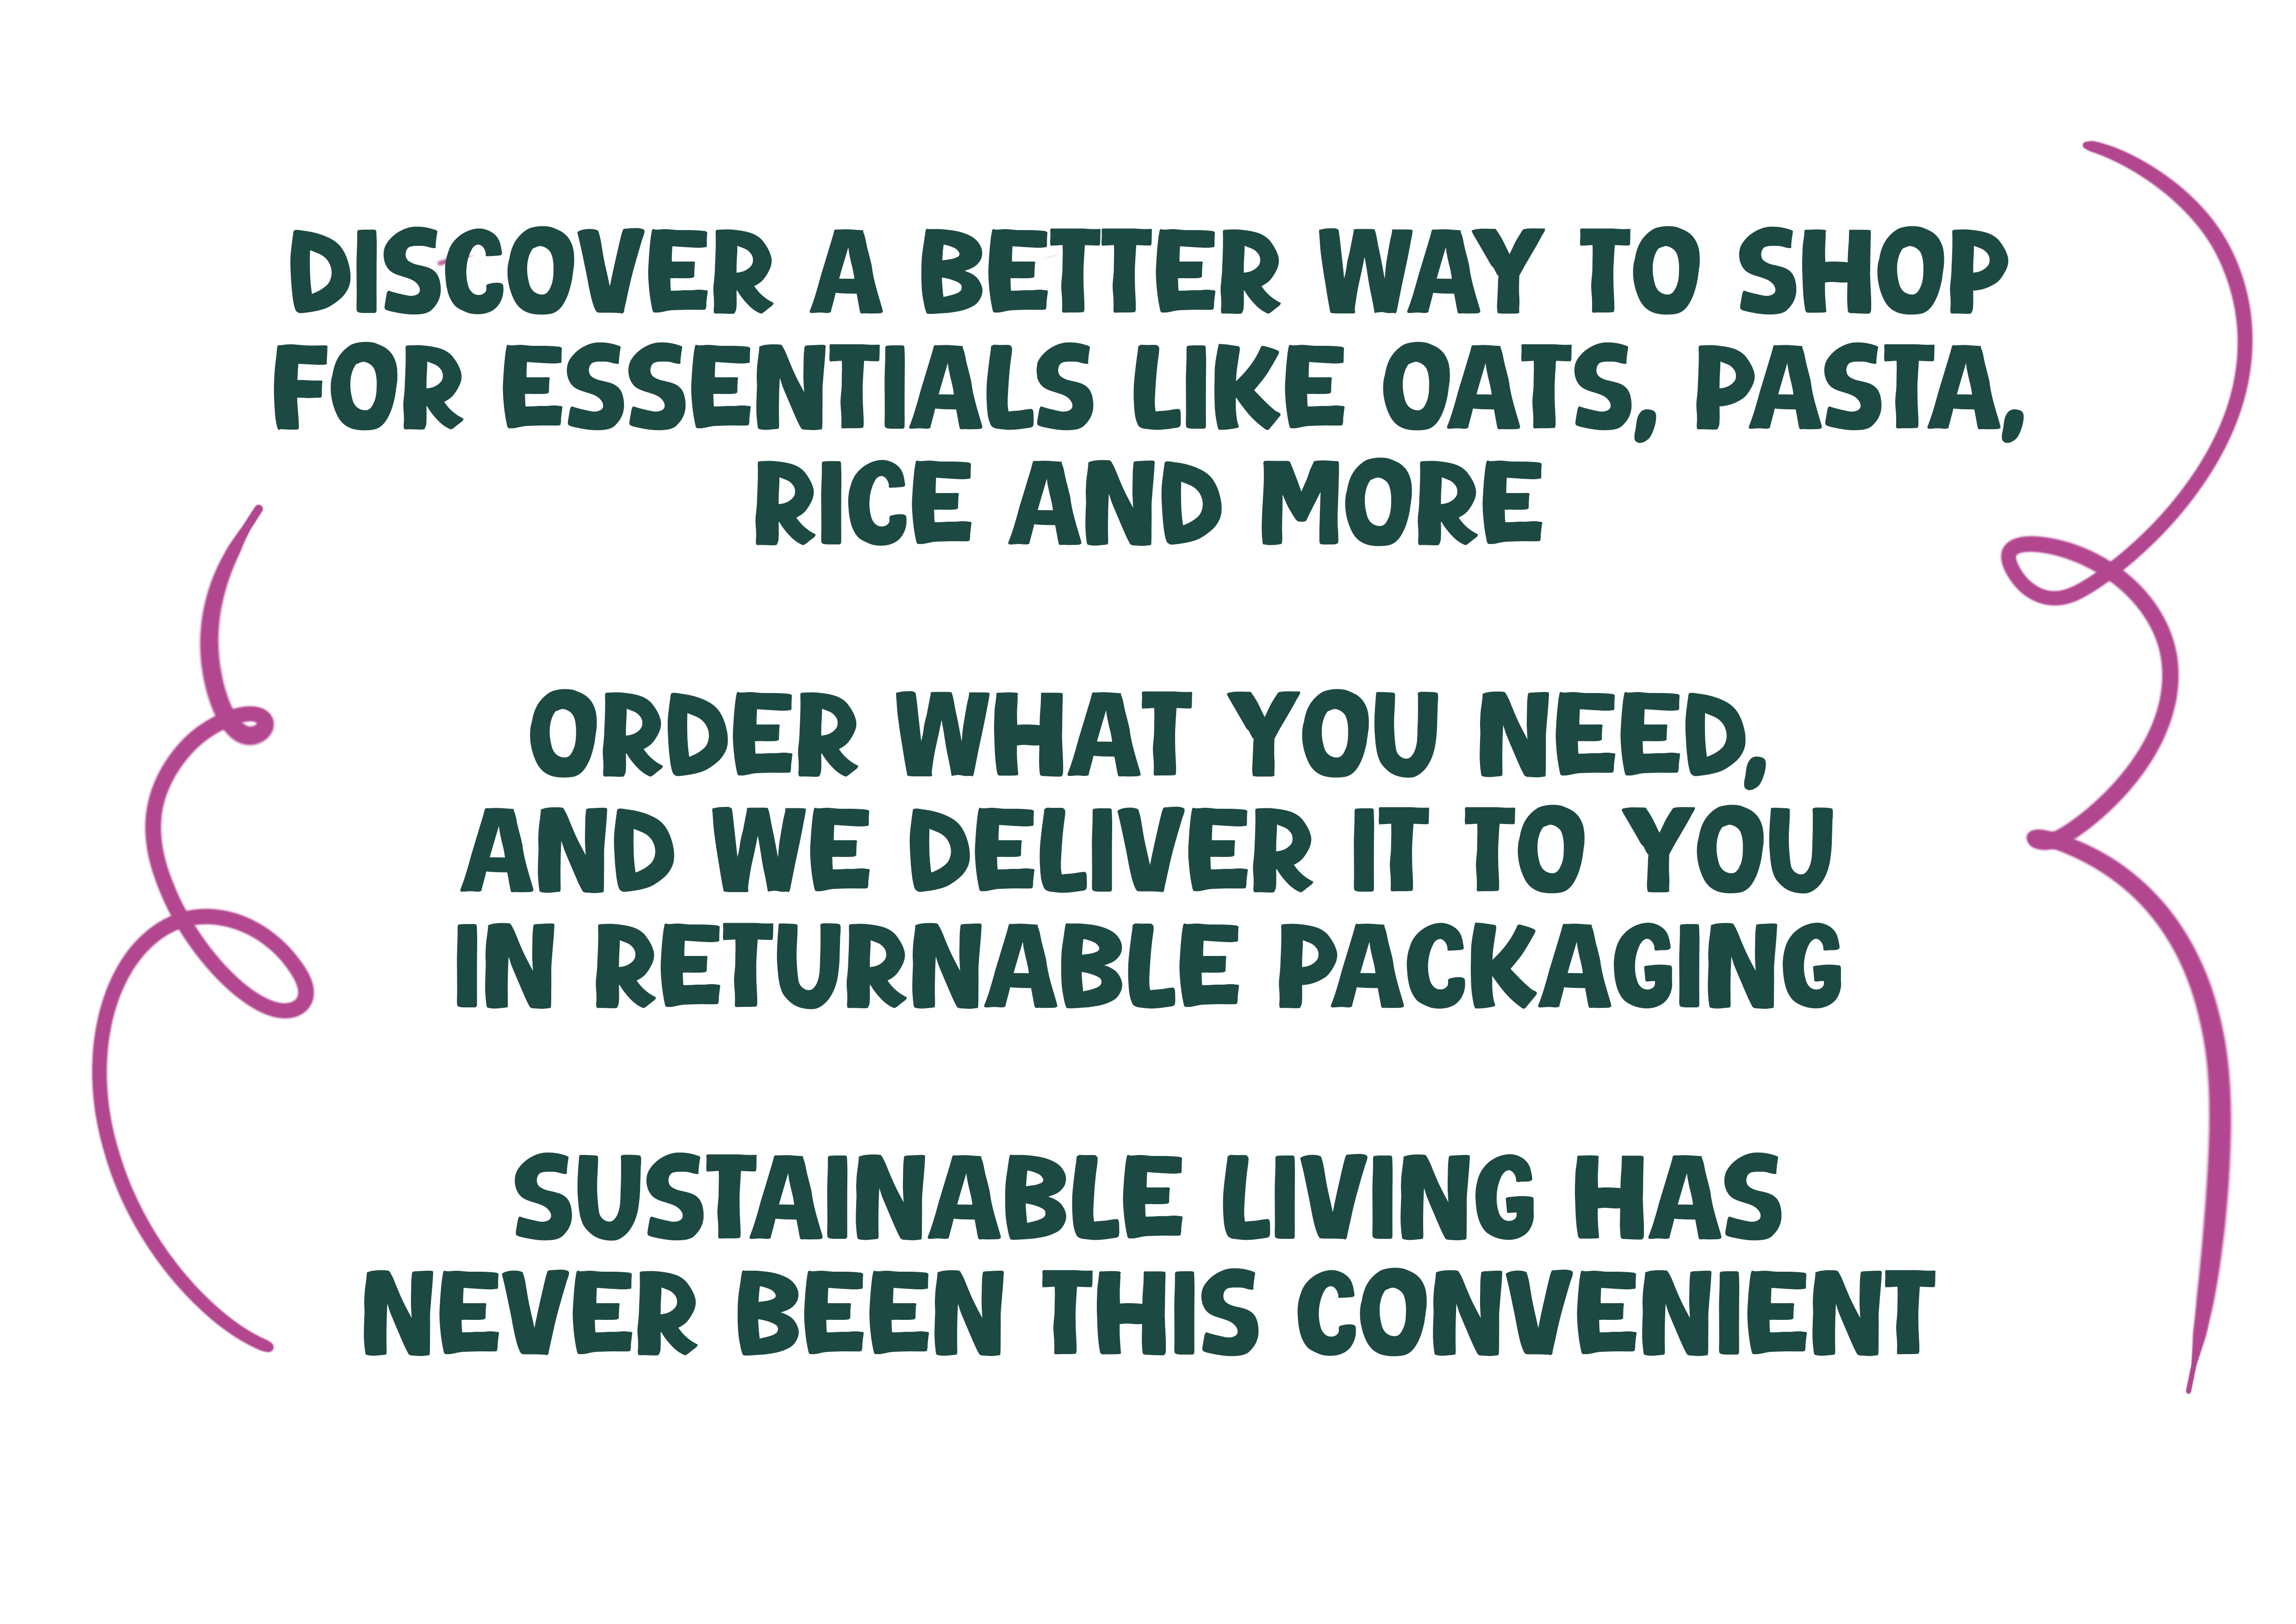 DISCOVER A BETTER WAY TO SHOP
FOR ESSENTIALS LIKE OATS, PASTA,
RICE AND MORE
ORDER WHAT YOU NEED,
AND WE DELIVER IT TO YOU
IN RETURNABLE PACKAGING
SUSTAINABLE LIVING HAS
NEVER BEEN THIS CONVENIENT